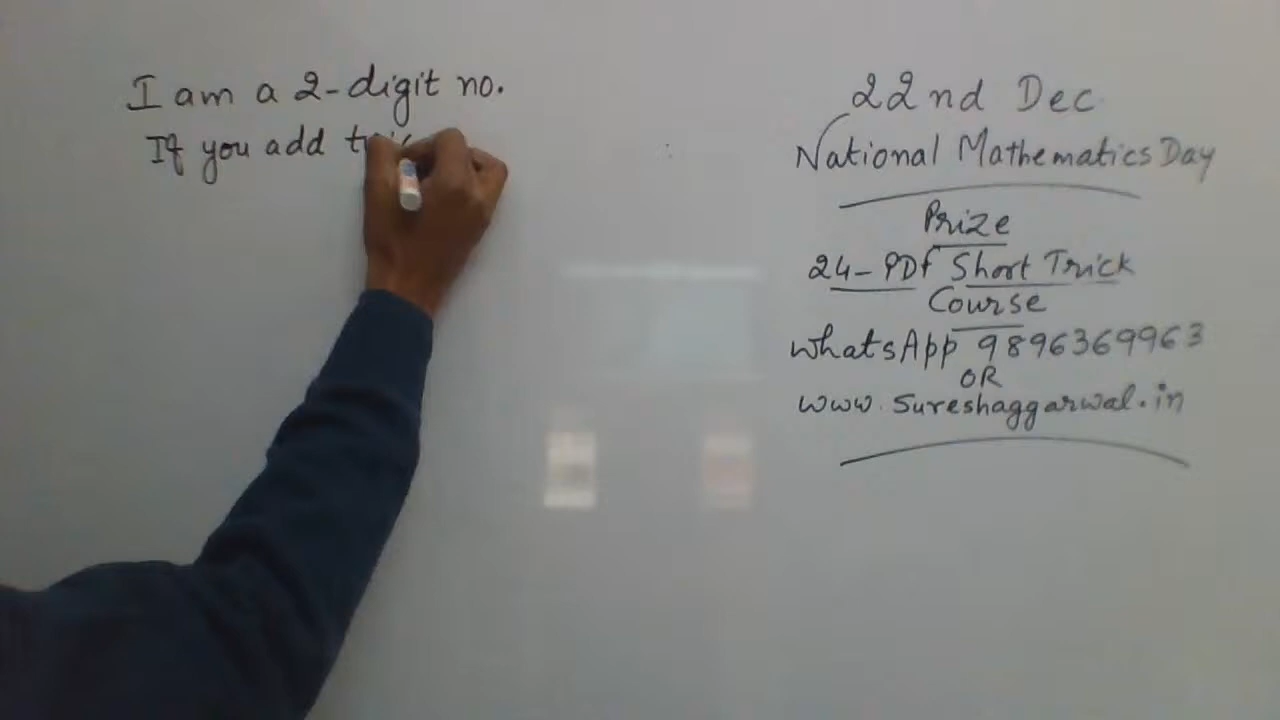 I am a 2-digit no.
If you add
22nd Dec
National Mathematics Day
Prize
24-PDf Short Trick
Course
WhatsApp 9896369963
OR
www.sureshaggarwal.in